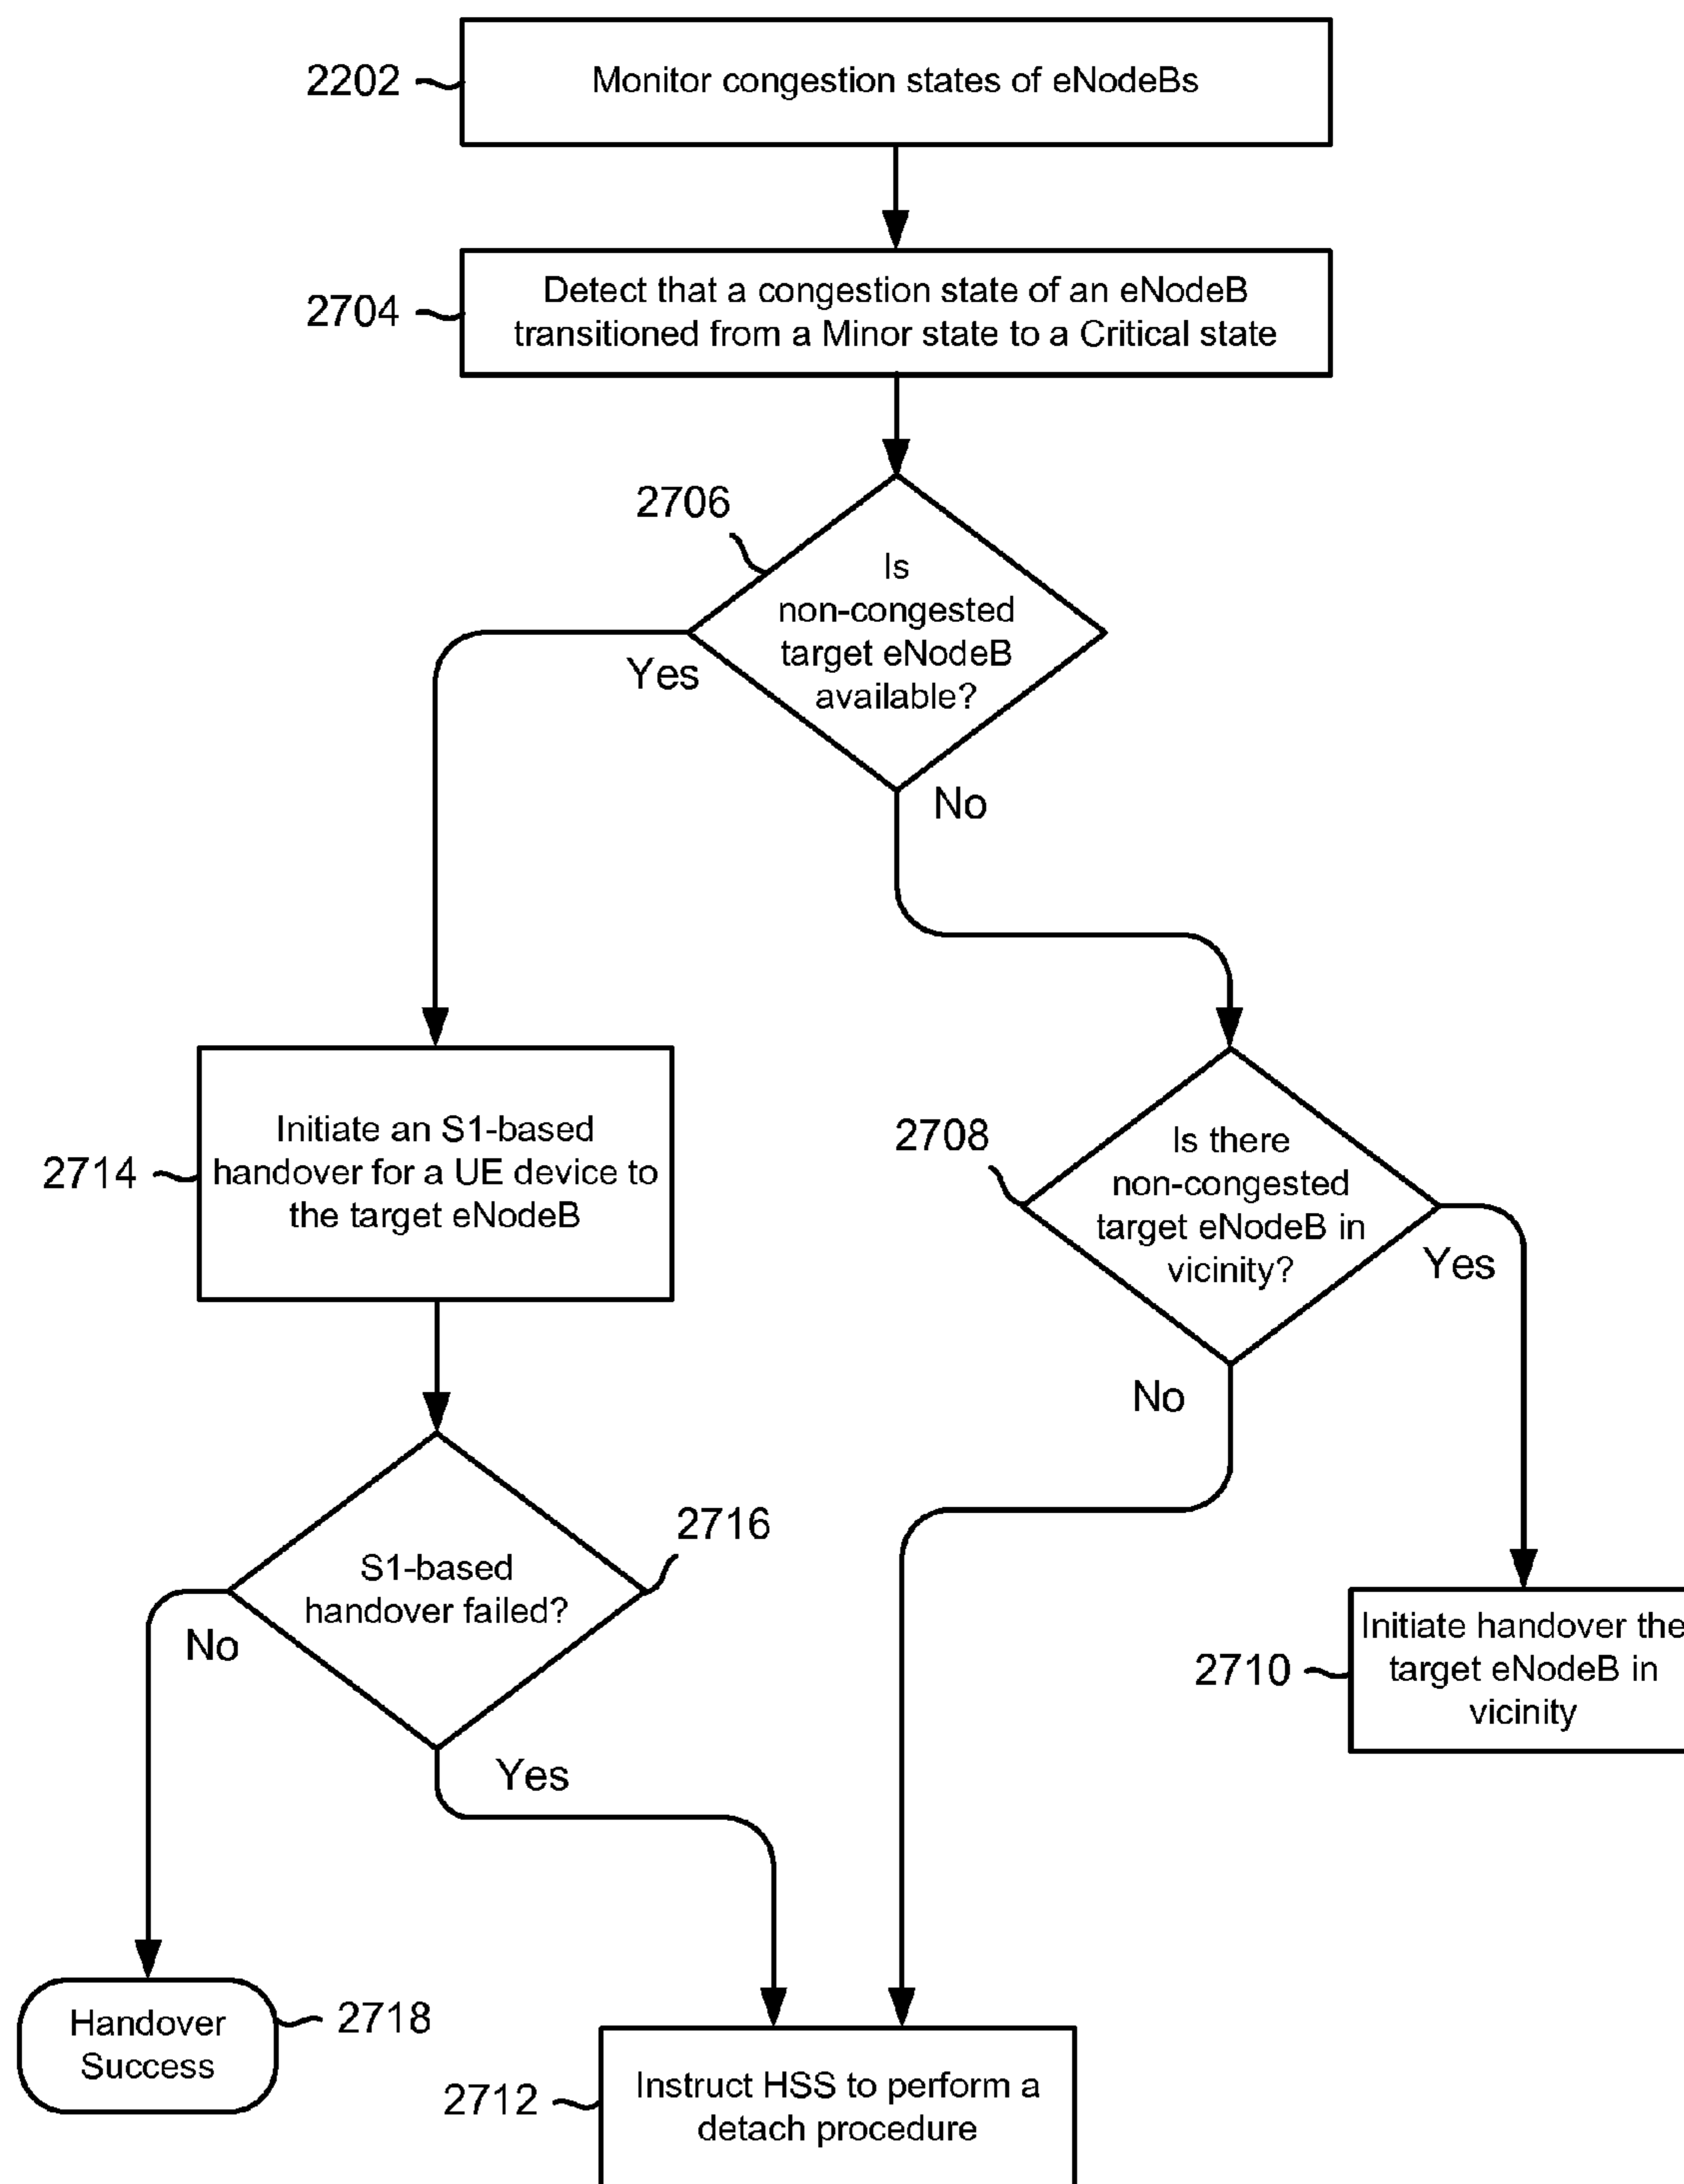 2202
Monitor congestion states of eNodeBs
2704
Detect that a congestion state of an eNodeB
transitioned from a Minor state to a Critical state
2706
Is
non-congested
target eNodeB
available?
Yes
No
2714
Initiate an S1-based
handover for a UE device to
the target eNodeB
2708
Is there
non-congested
target eNodeB in
vicinity?
Yes
No
2716
S1-based
handover failed?
No
Yes
2710
Initiate handover the
target eNodeB in
vicinity
Handover
Success
2718
2712
Instruct HSS to perform a
detach procedure